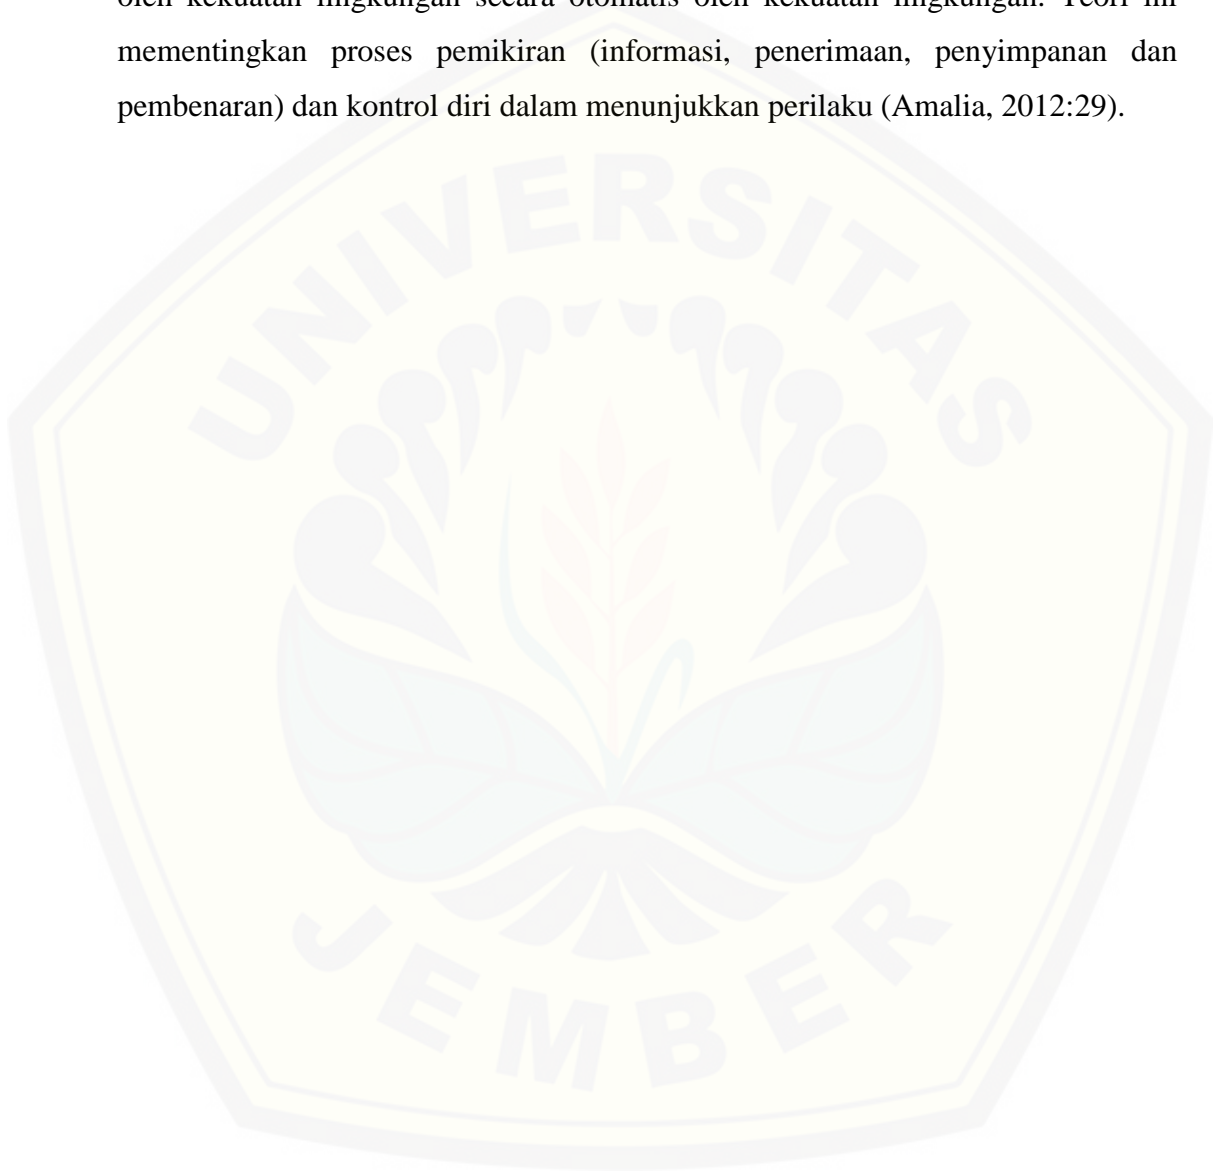 oleh kekuatan lingkungan secara otomatis oleh kekuatan lingkungan. Teori ini
mementingkan proses pemikiran (informasi, penerimaan, penyimpanan dan
pembenaran) dan kontrol diri dalam menunjukkan perilaku (Amalia, 2012:29).
UNIVERSITAS
JEMBER